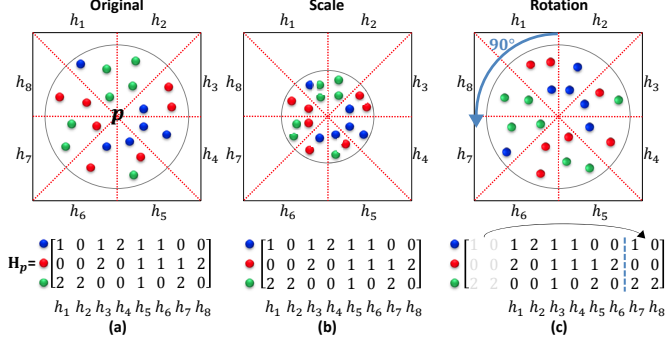 Original Scale Rotation
h₁ h₂ h₁ h₂ h₁ h₂
90°
h₈ h₃ h₈ h₃ h₈ h₃
p
h₇ h₄ h₇ h₄ h₇ h₄
h₆ h₅ h₆ h₅ h₆ h₅
1 0 1 2 1 1 0 0 1 0 1 2 1 1 0 0 1 0 1 2 1 1 0 0 1 0
Hₚ= 0 0 2 0 1 1 1 2 0 0 2 0 1 1 1 2 0 0 2 0 1 1 1 2 0 0
2 2 0 1 1 0 2 0 2 2 0 1 1 0 2 0 2 2 0 1 1 0 2 0 2 2
h₁ h₂ h₃ h₄ h₅ h₆ h₇ h₈ h₁ h₂ h₃ h₄ h₅ h₆ h₇ h₈ h₁ h₂ h₃ h₄ h₅ h₆ h₇ h₈
(a) (b) (c)